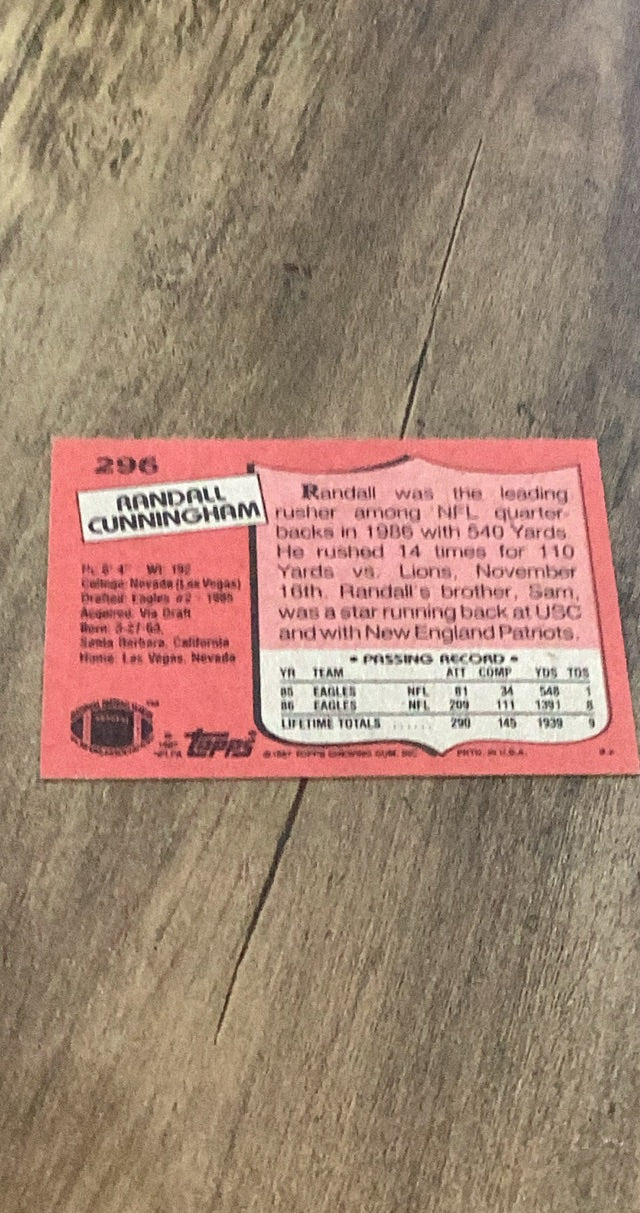 296
RANDALL
CUNNINGHAM
Ht. 6' 4" Wt. 192
College: Nevada (Las Vegas)
Drafted: Eagles #2 - 1985
Acquired: Via Draft
Born: 3-27-63,
Santa Barbara, California
Home: Las Vegas, Nevada
topps
Randall was the leading
rusher among NFL quarter-
backs in 1986 with 540 Yards.
He rushed 14 times for 110
Yards vs. Lions, November
16th. Randall's brother, Sam,
was a star running back at USC
and with New England Patriots.
• PASSING RECORD •
YR TEAM ATT COMP YDS TDS
85 EAGLES NFL 81 34 548 1
86 EAGLES NFL 209 111 1391 8
LIFETIME TOTALS ...... 290 145 1939 9
©1987 TOPPS CHEWING GUM, INC. PRTD. IN U.S.A.